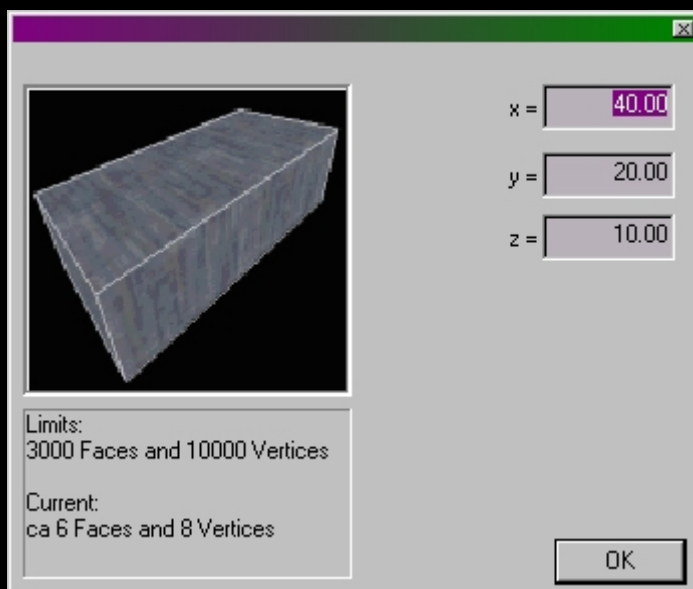 x = 40.00
y = 20.00
z = 10.00
Limits:
3000 Faces and 10000 Vertices
Current:
ca 6 Faces and 8 Vertices
OK